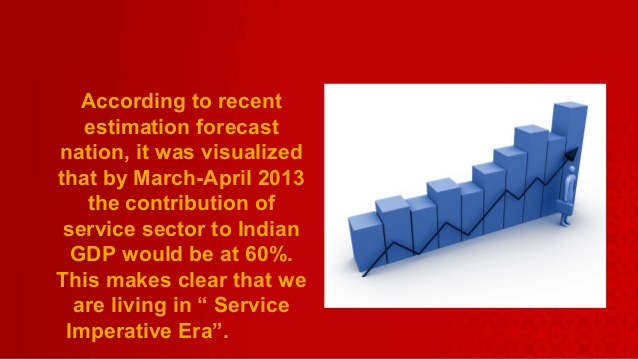 According to recent
estimation forecast
nation, it was visualized
that by March-April 2013
the contribution of
service sector to Indian
GDP would be at 60%.
This makes clear that we
are living in “ Service
Imperative Era”.